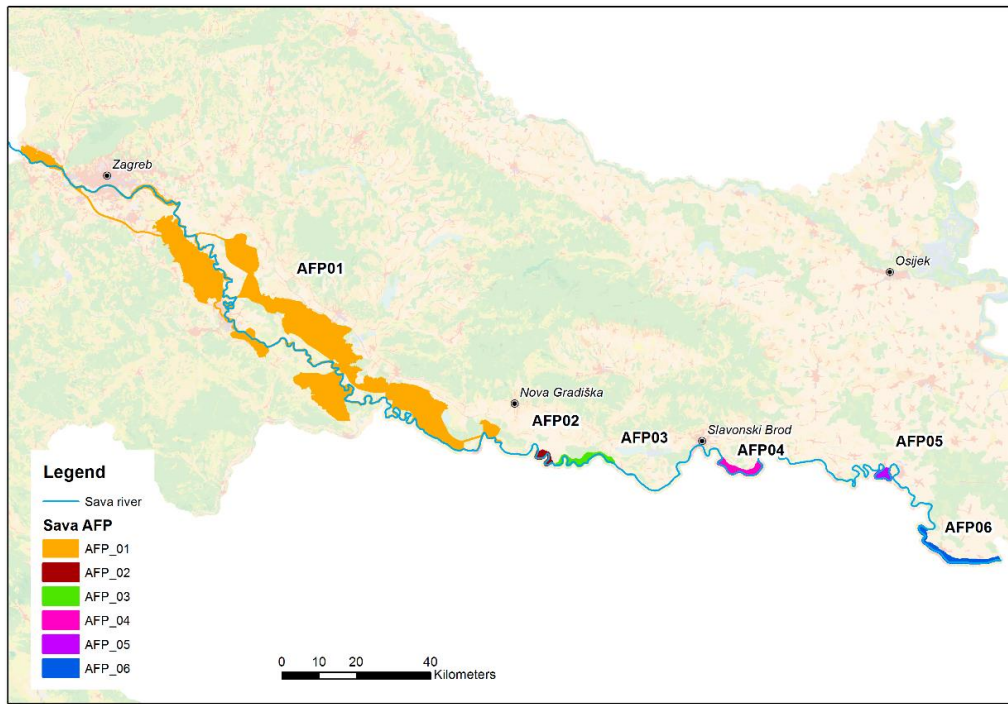 Zagreb
AFP01
Osijek
Nova Gradiška
AFP02
Slavonski Brod
AFP03
AFP04
AFP05
AFP06
Legend
Sava river
Sava AFP
AFP_01
AFP_02
AFP_03
AFP_04
AFP_05
AFP_06
0 10 20 40
Kilometers